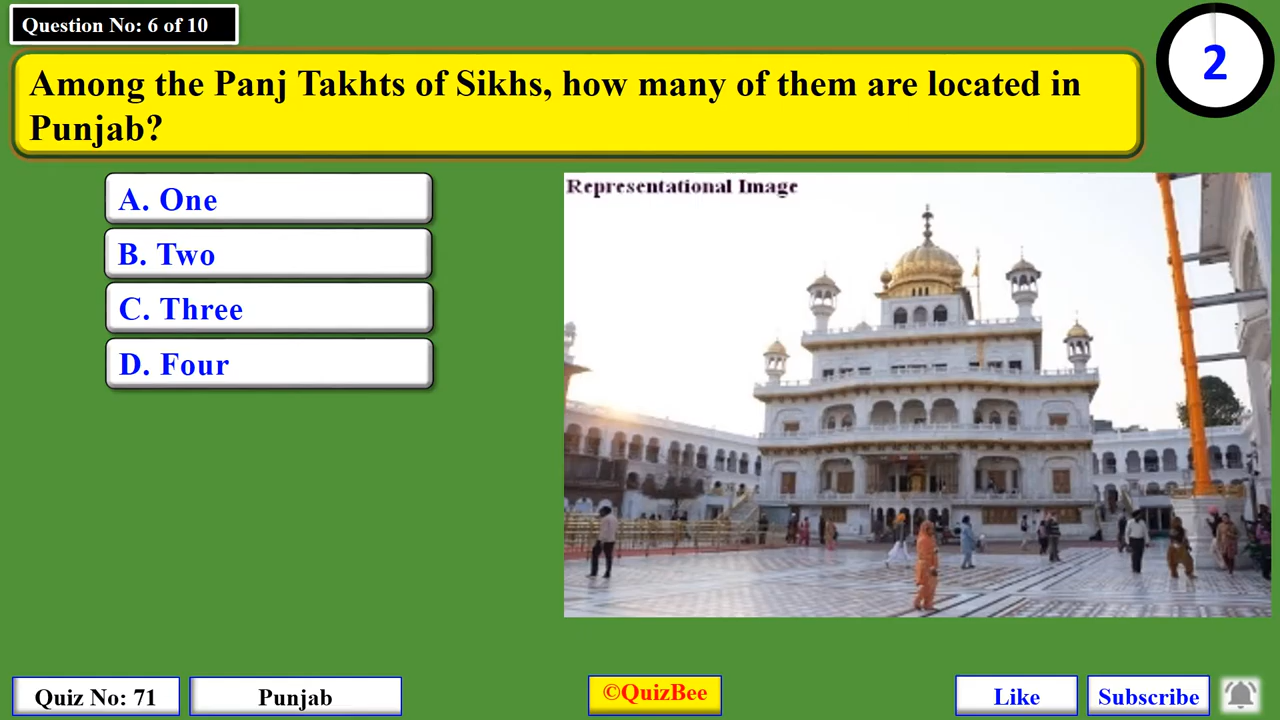 Question No: 6 of 10
2
Among the Panj Takhts of Sikhs, how many of them are located in
Punjab?
A. One
B. Two
C. Three
D. Four
Representational Image
Quiz No: 71
Punjab
©QuizBee
Like
Subscribe